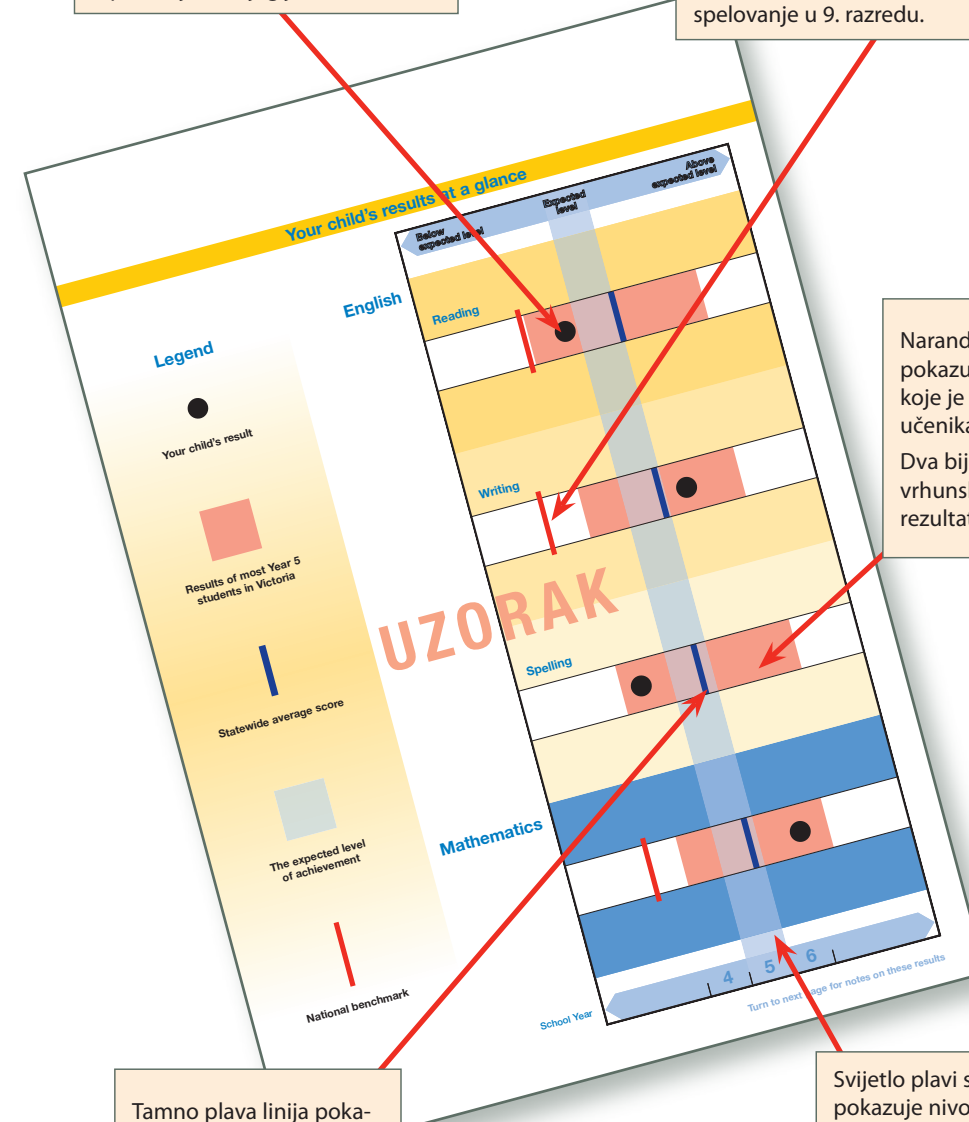 spelovanje u 9. razredu.
Your child's results at a glance
Below
expected level
Expected
level
Above
expected level
English
Reading
Writing
Spelling
Mathematics
Legend
Your child's result
Results of most Year 5
students in Victoria
Statewide average score
The expected level
of achievement
National benchmark
UZORAK
School Year
4 5 6
Turn to next page for notes on these results
pokazu
koje je
učenika
Dva bij
vrhuns
rezultat
Tamno plava linija poka-
Svijetlo plavi s
pokazuje nivo